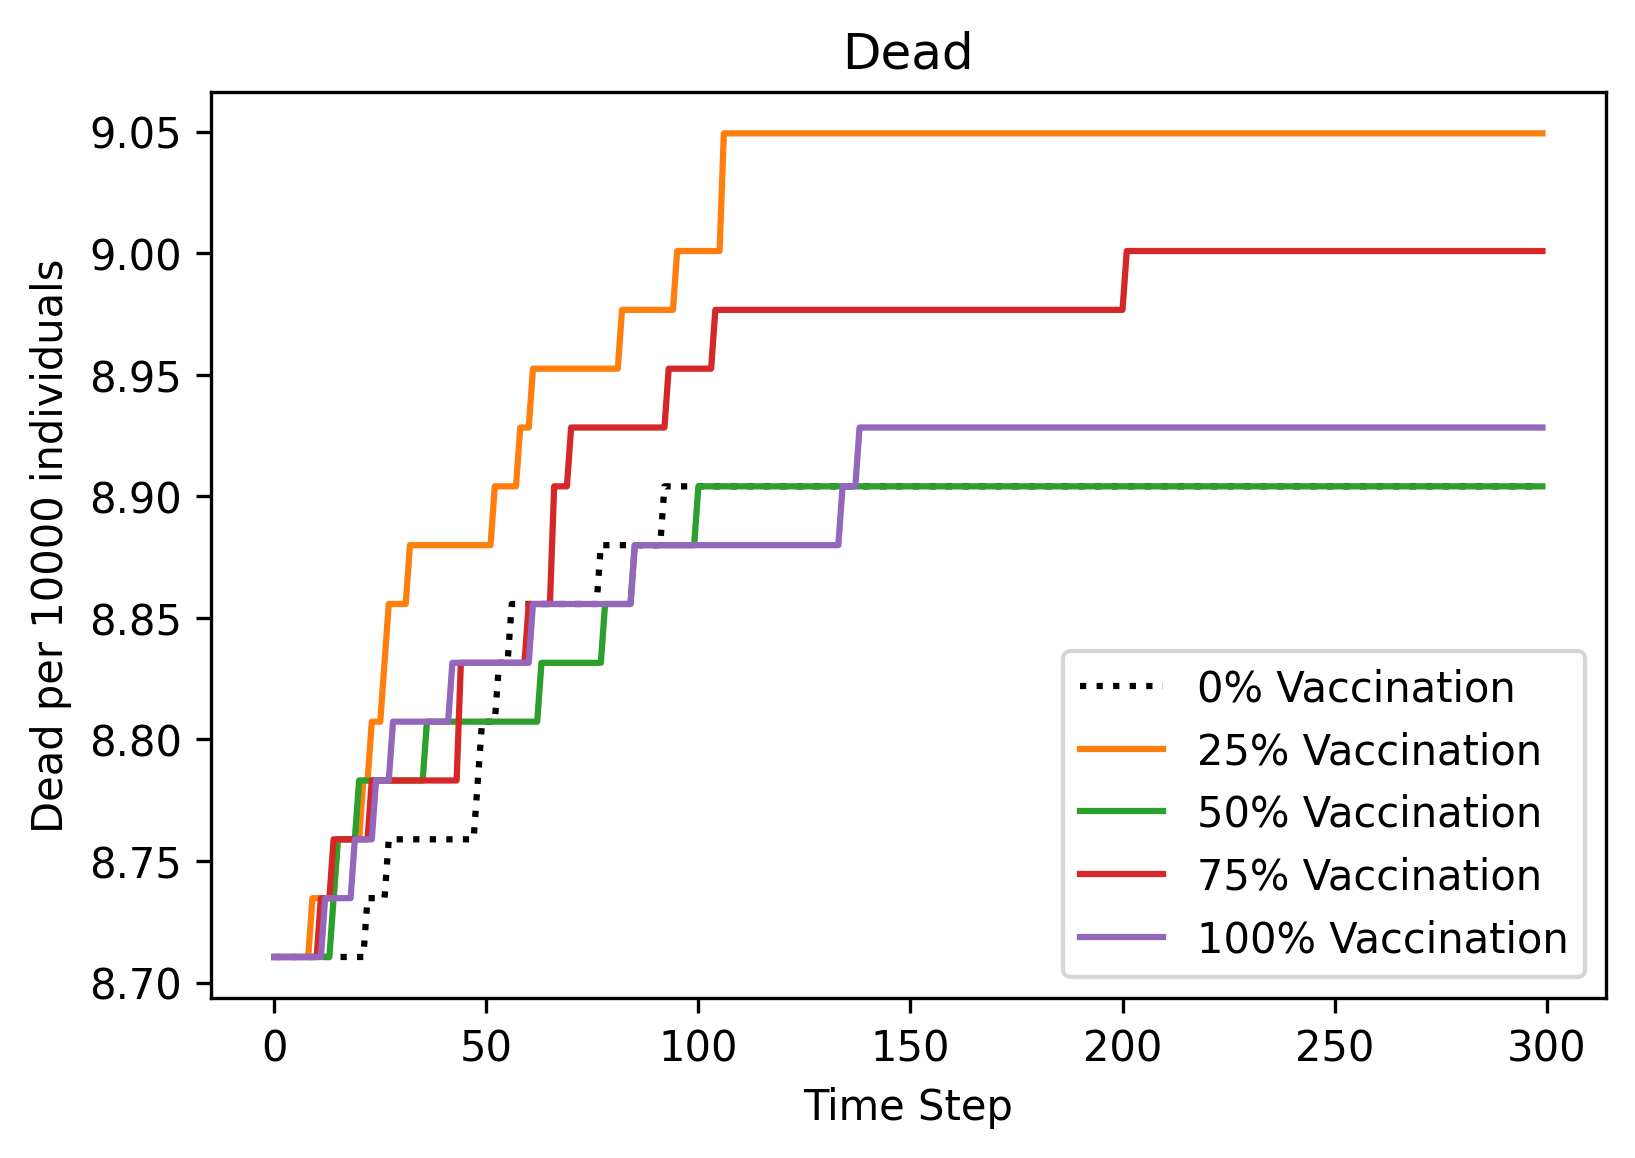 Dead
Dead per 10000 individuals
9.05
9.00
8.95
8.90
8.85
8.80
8.75
8.70
0% Vaccination
25% Vaccination
50% Vaccination
75% Vaccination
100% Vaccination
0 50 100 150 200 250 300
Time Step